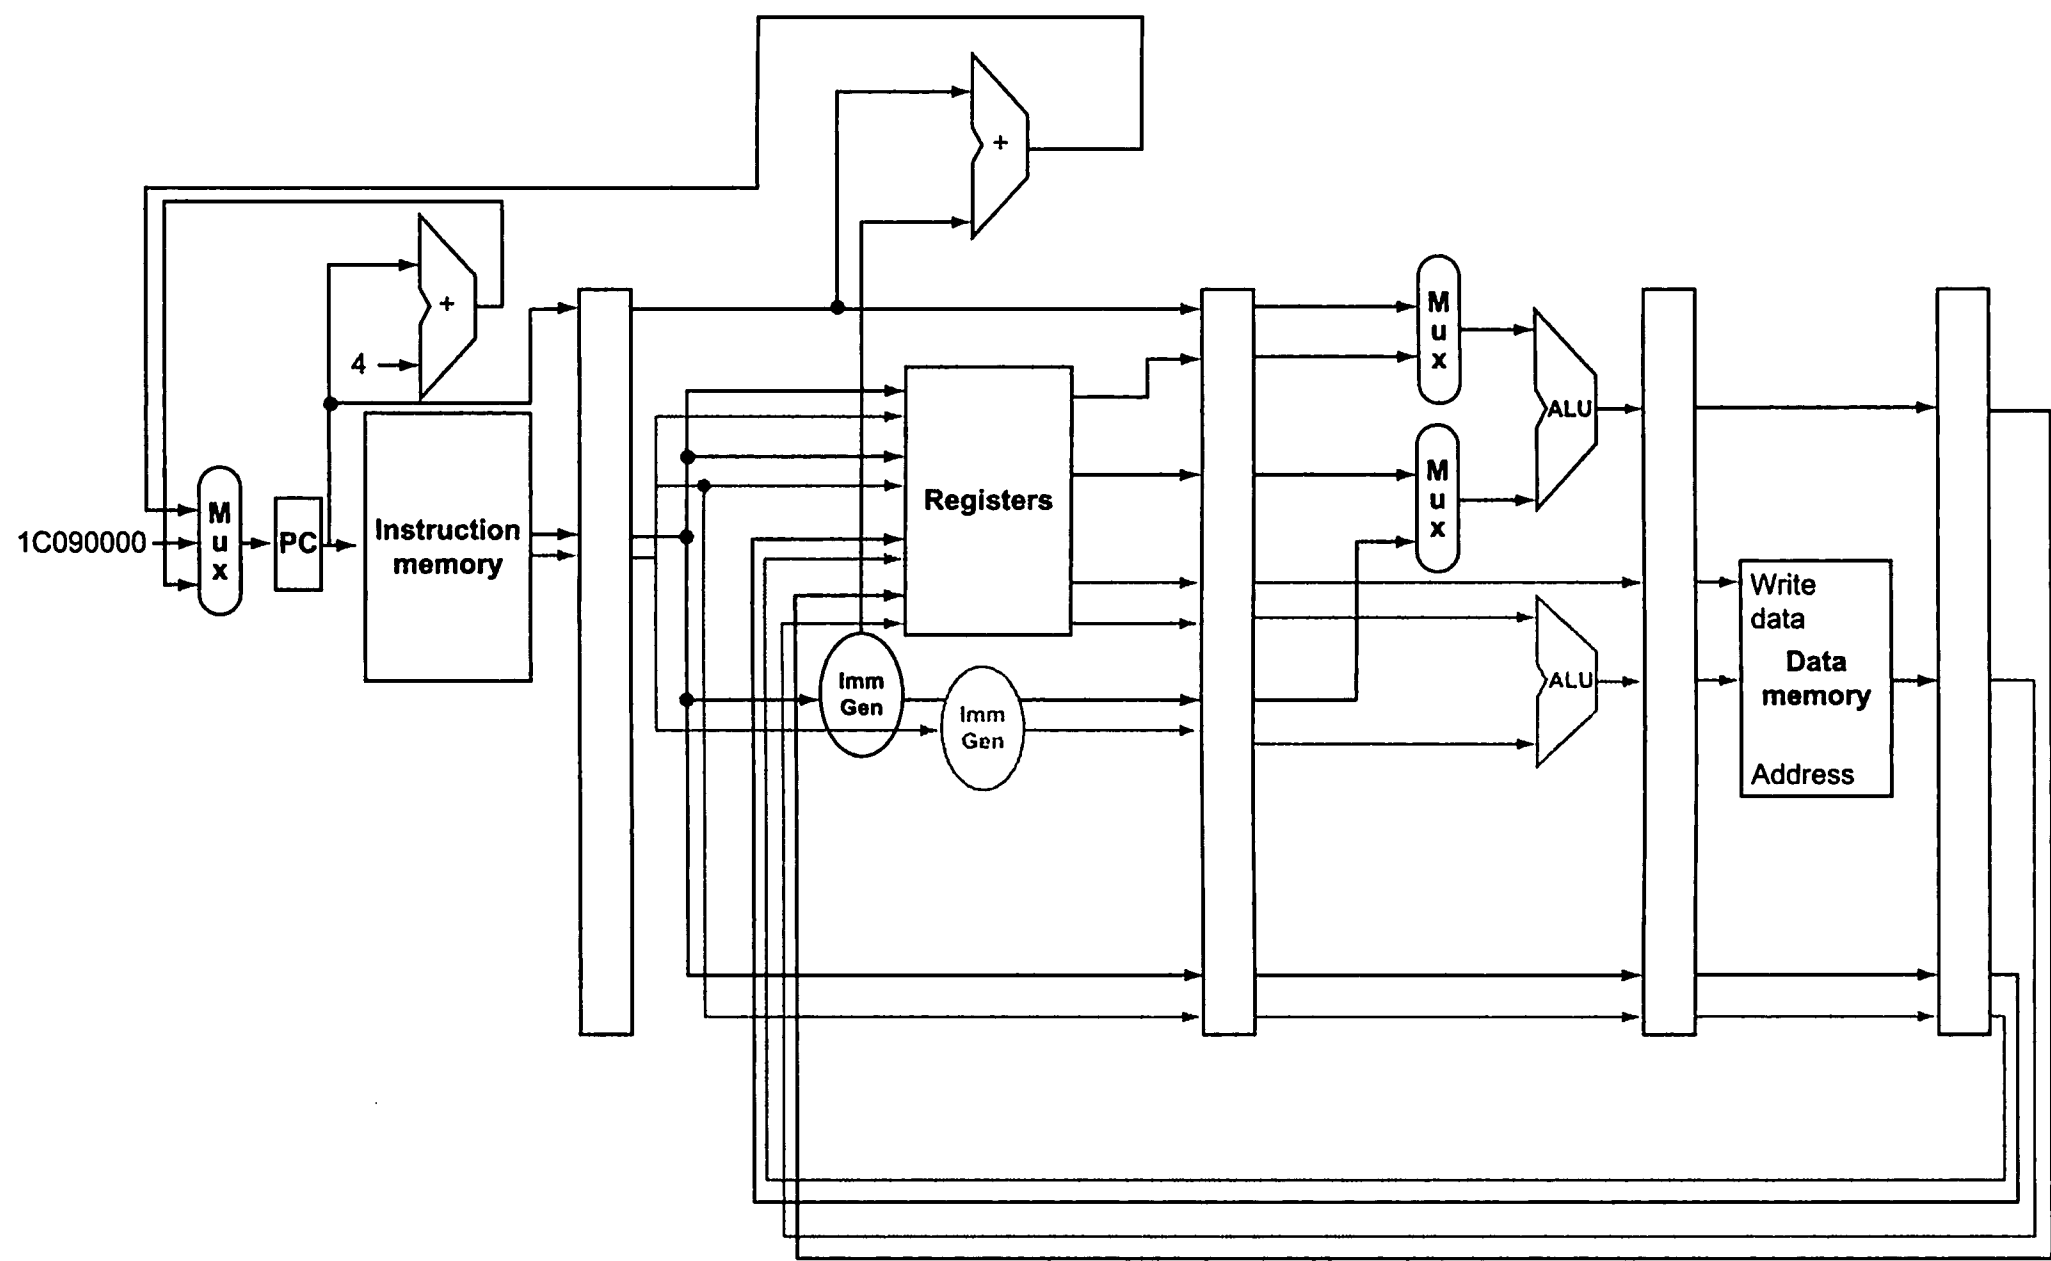 +
+
4
M
u
x
ALU
M
u
x
Registers
1C090000
M
u
x
PC
Instruction
memory
Write
data
Data
memory
Address
ALU
Imm
Gen
Imm
Gen